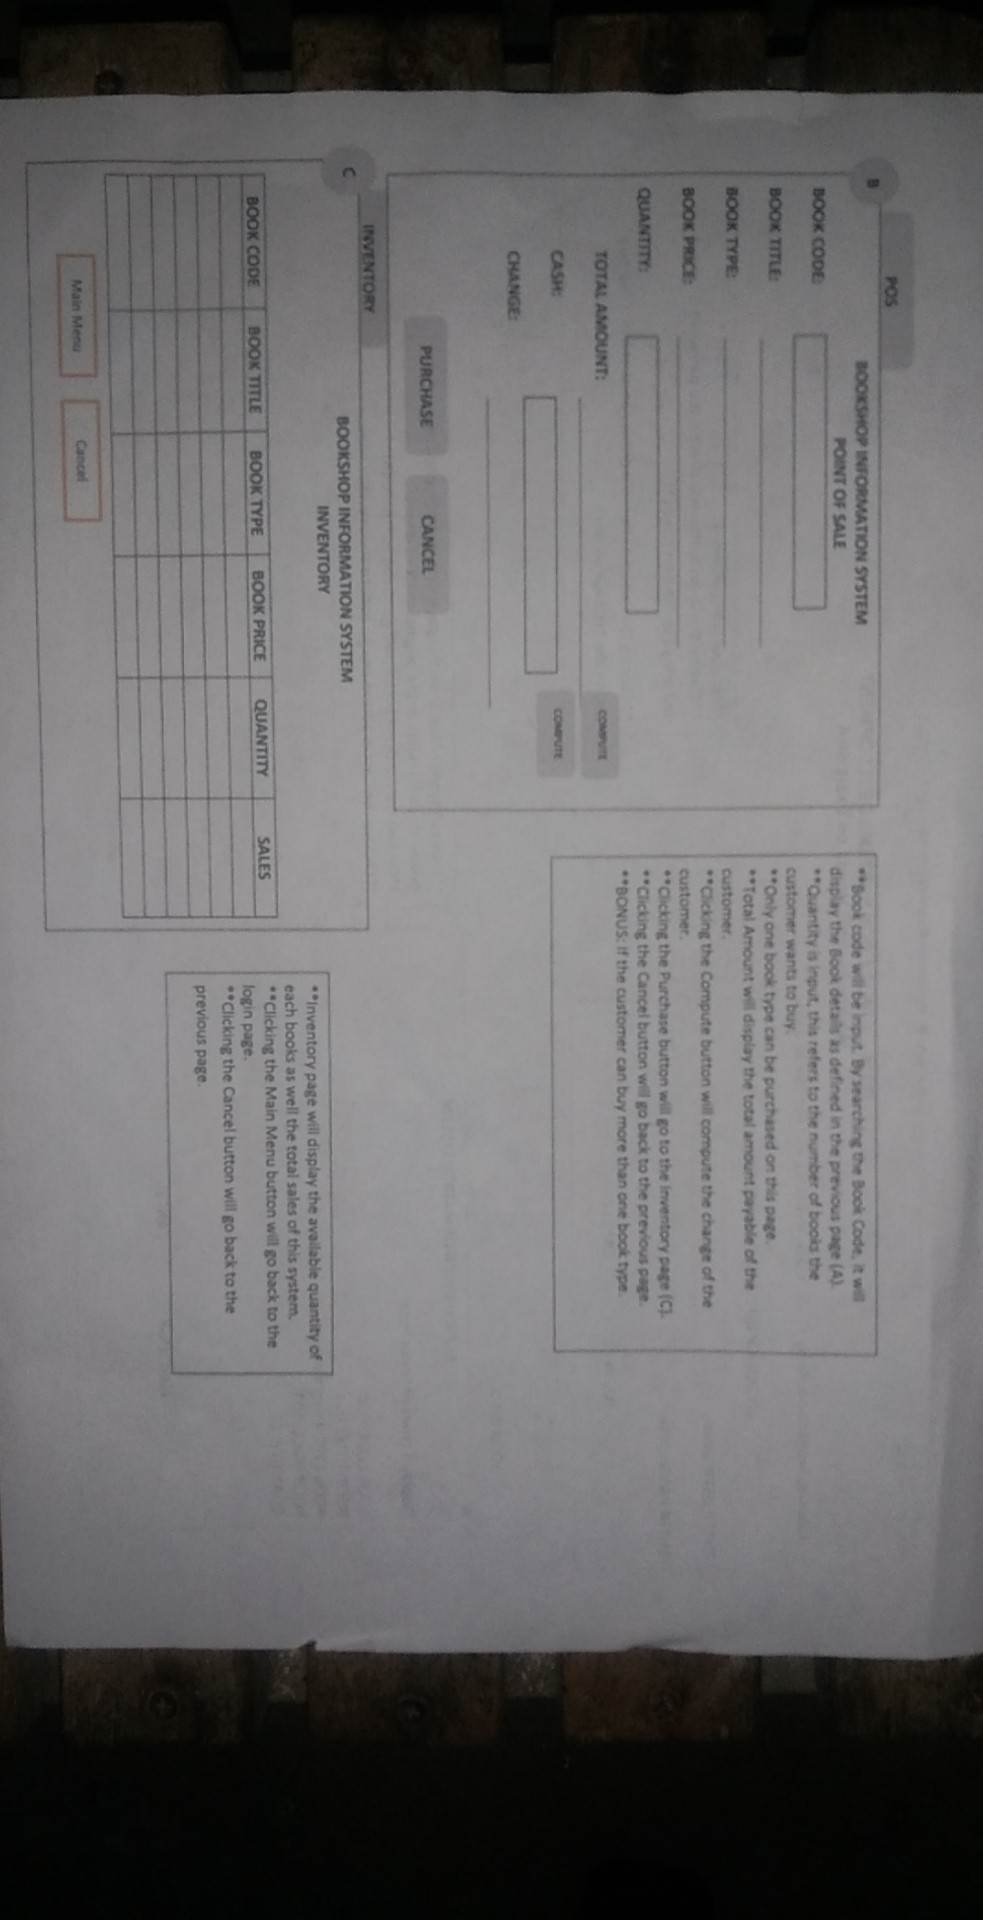 POS
B
BOOKSHOP INFORMATION SYSTEM
POINT OF SALE
BOOK CODE:
BOOK TITLE:
BOOK TYPE:
BOOK PRICE:
QUANTITY:
TOTAL AMOUNT:
COMPUTE
CASH:
COMPUTE
CHANGE:
PURCHASE
CANCEL
**Book code will be input. By searching the Book Code, it will
display the Book details as defined in the previous page (A).
**Quantity is input, this refers to the number of books the
customer wants to buy.
**Only one book type can be purchased on this page.
**Total Amount will display the total amount payable of the
customer.
**Clicking the Compute button will compute the change of the
customer.
**Clicking the Purchase button will go to the Inventory page (C).
**Clicking the Cancel button will go back to the previous page.
**BONUS: If the customer can buy more than one book type.
INVENTORY
C
BOOKSHOP INFORMATION SYSTEM
INVENTORY
BOOK CODE BOOK TITLE BOOK TYPE BOOK PRICE QUANTITY SALES
Main Menu
Cancel
**Inventory page will display the available quantity of
each books as well the total sales of this system.
**Clicking the Main Menu button will go back to the
login page.
**Clicking the Cancel button will go back to the
previous page.